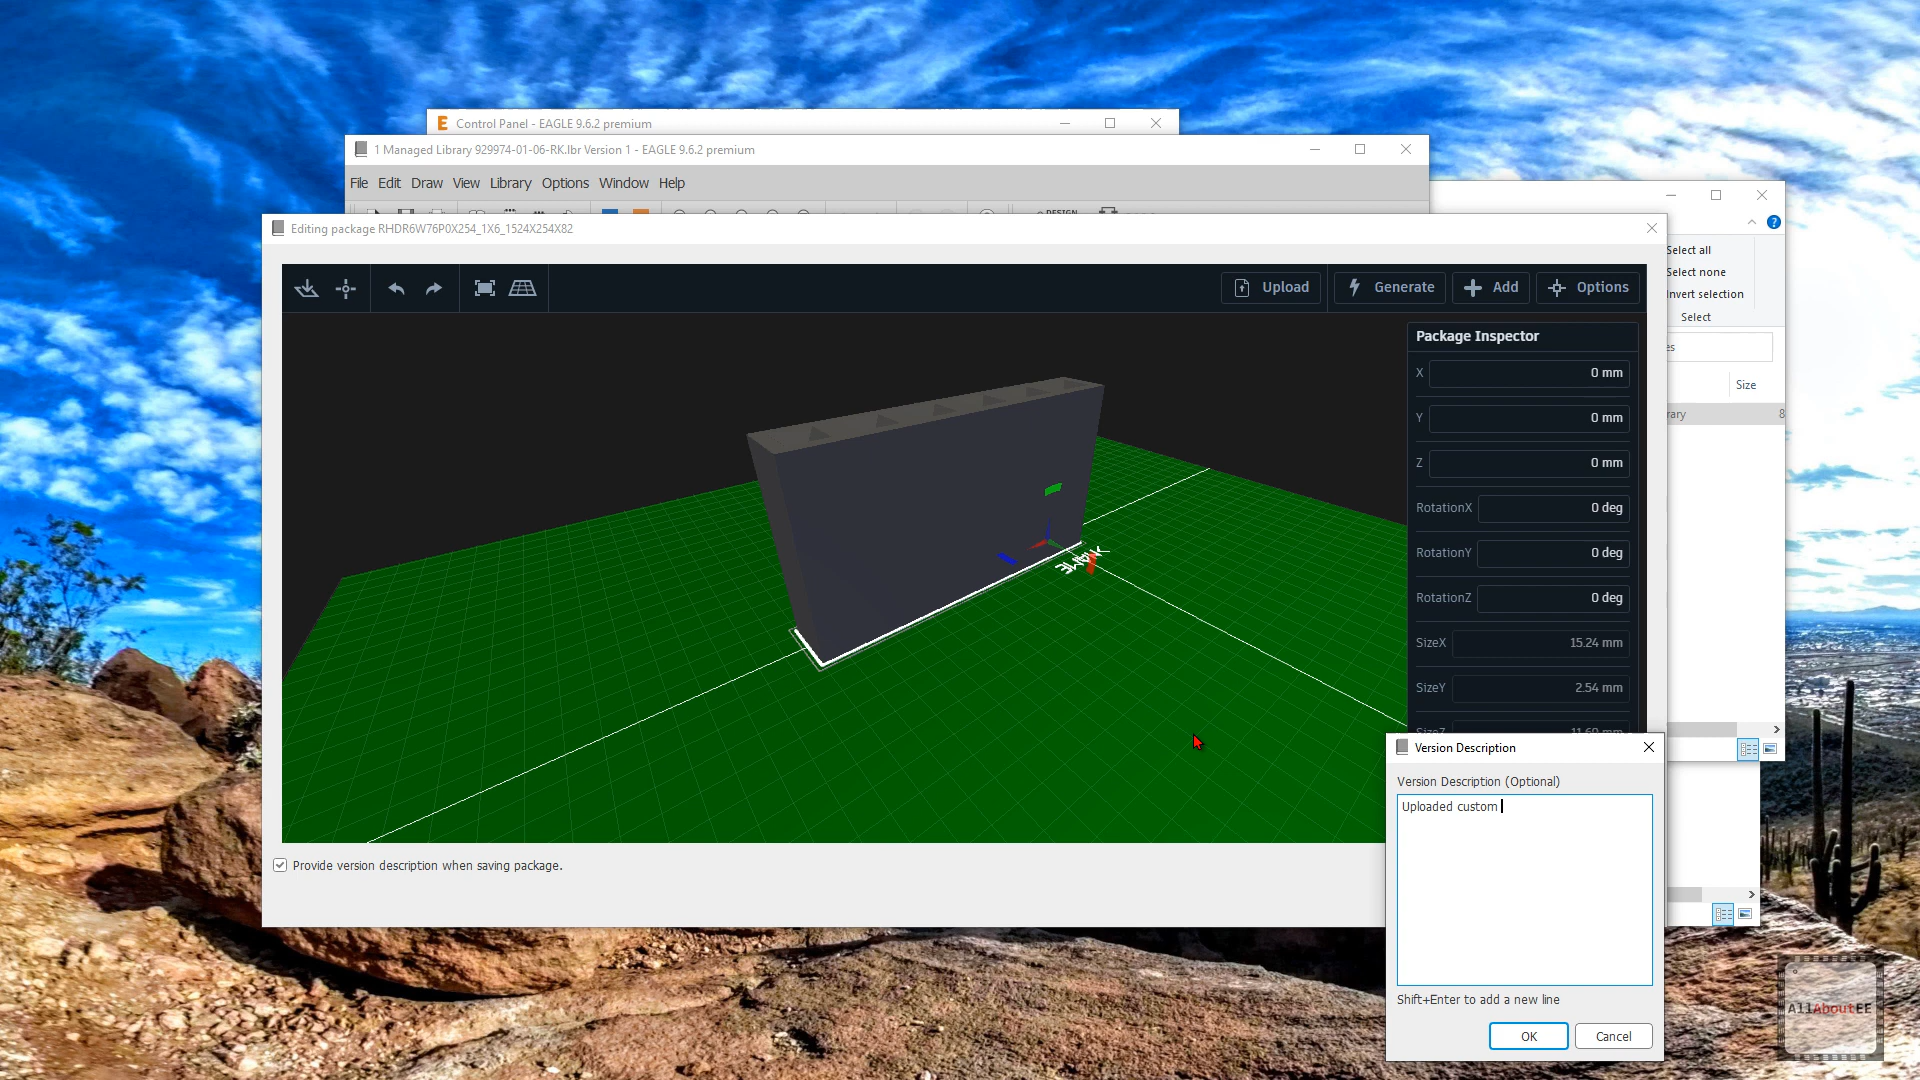 Control Panel - EAGLE 9.6.2 premium
1 Managed Library 929974-01-06-RK.lbr Version 1 - EAGLE 9.6.2 premium
File Edit Draw View Library Options Window Help
Editing package RHDR6W76P0X254_1X6_1524X254X82
Upload Generate Add Options
Select all
Select none
Invert selection
Select
Size
8
Package Inspector
X 0 mm
Y 0 mm
Z 0 mm
RotationX 0 deg
RotationY 0 deg
RotationZ 0 deg
SizeX 15.24 mm
SizeY 2.54 mm
Provide version description when saving package.
Version Description
Version Description (Optional)
Uploaded custom
Shift+Enter to add a new line
OK Cancel
AllAboutEE